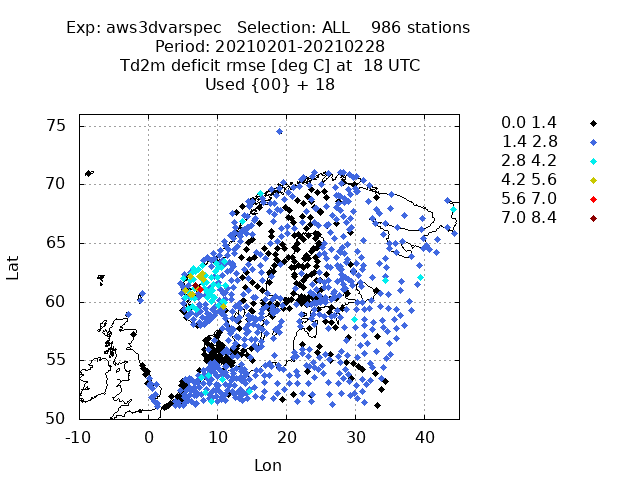 Exp: aws3dvarspec   Selection: ALL    986 stations
Period: 20210201-20210228
Td2m deficit rmse [deg C] at  18 UTC
Used {00} + 18
0.0 1.4
1.4 2.8
2.8 4.2
4.2 5.6
5.6 7.0
7.0 8.4
75
70
65
60
55
50
Lat
-10 0 10 20 30 40
Lon